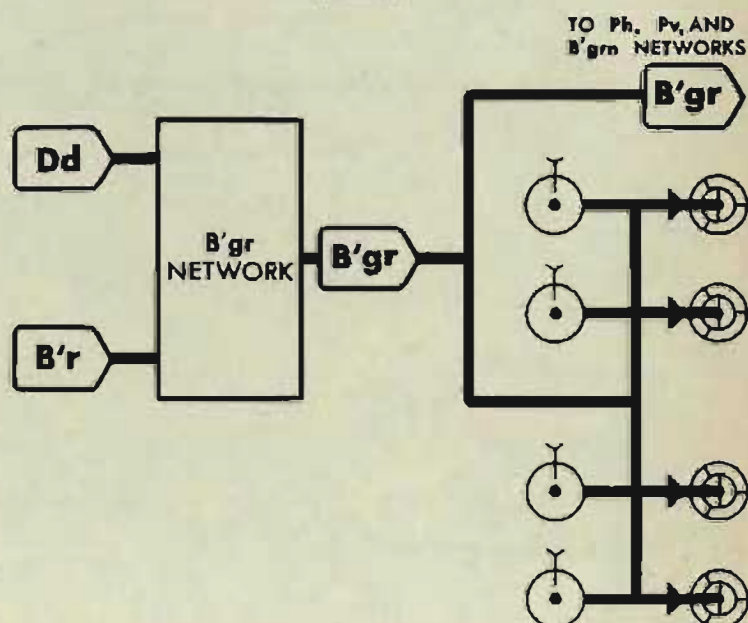 TO Ph, Pv, AND
B'grn NETWORKS
B'gr
Dd
B'gr
NETWORK
B'gr
B'r